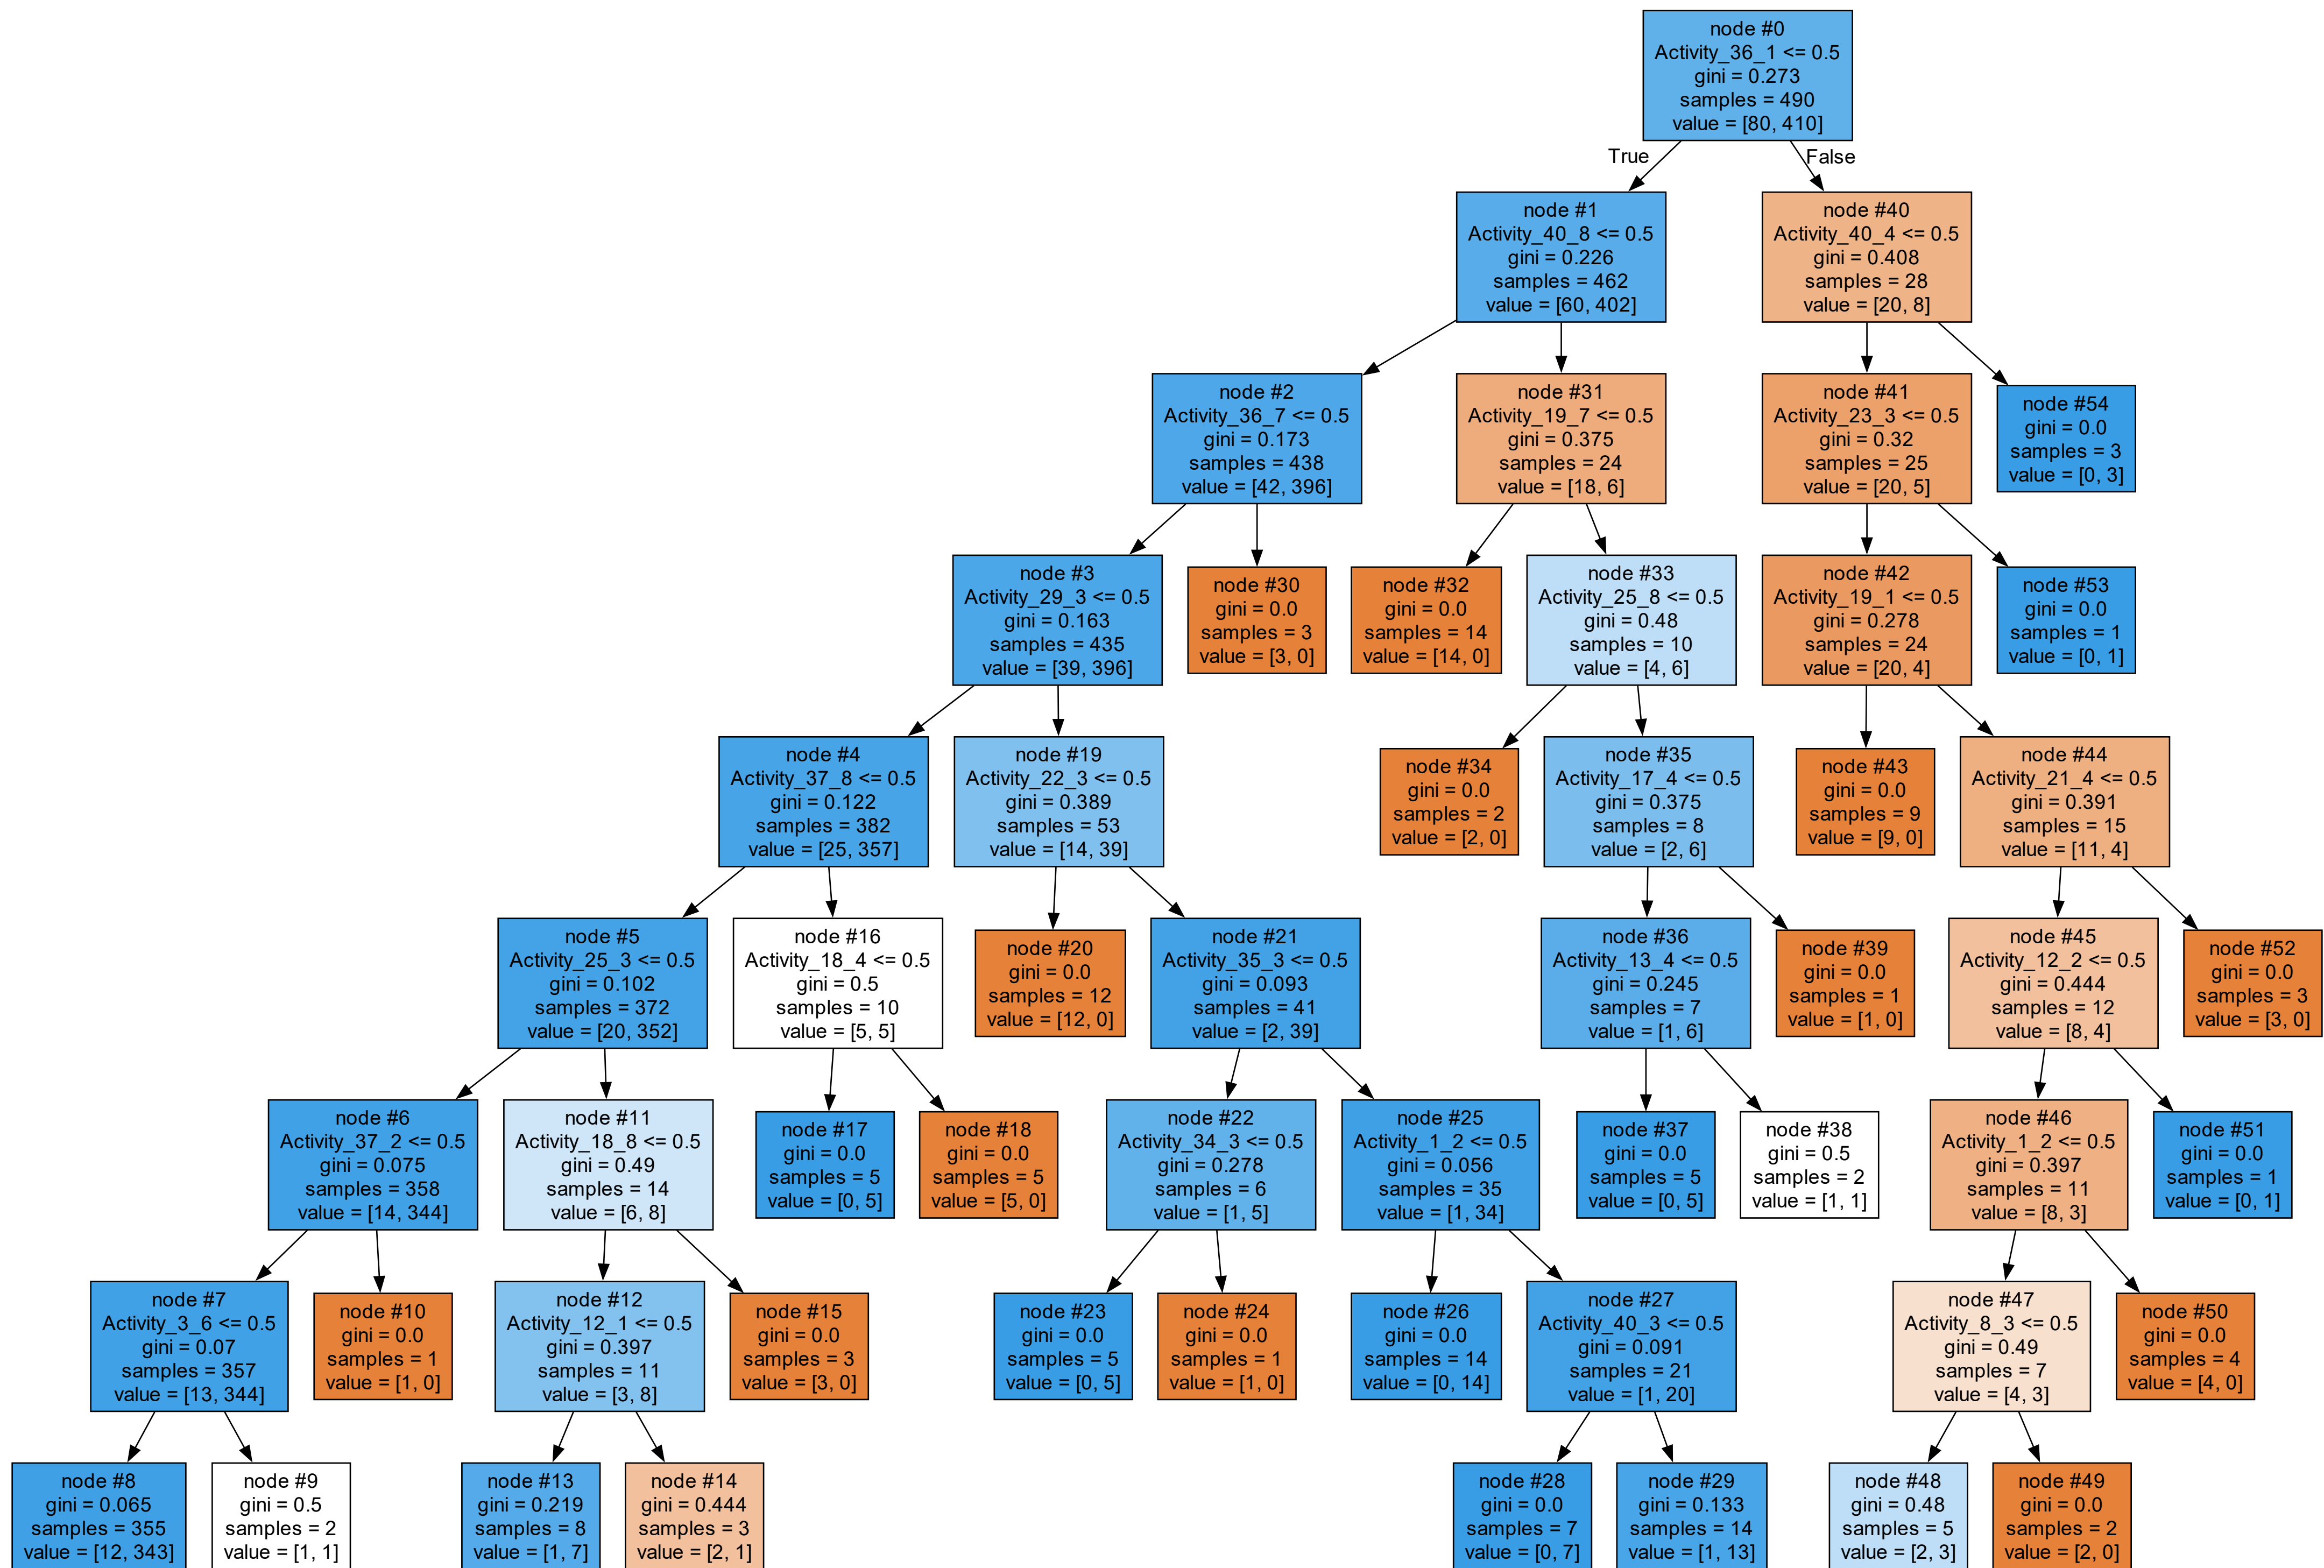 node #0
Activity_36_1 <= 0.5
gini = 0.273
samples = 490
value = [80, 410]
True
False
node #1
Activity_40_8 <= 0.5
gini = 0.226
samples = 462
value = [60, 402]
node #40
Activity_40_4 <= 0.5
gini = 0.408
samples = 28
value = [20, 8]
node #2
Activity_36_7 <= 0.5
gini = 0.173
samples = 438
value = [42, 396]
node #31
Activity_19_7 <= 0.5
gini = 0.375
samples = 24
value = [18, 6]
node #41
Activity_23_3 <= 0.5
gini = 0.32
samples = 25
value = [20, 5]
node #54
gini = 0.0
samples = 3
value = [0, 3]
node #3
Activity_29_3 <= 0.5
gini = 0.163
samples = 435
value = [39, 396]
node #30
gini = 0.0
samples = 3
value = [3, 0]
node #32
gini = 0.0
samples = 14
value = [14, 0]
node #33
Activity_25_8 <= 0.5
gini = 0.48
samples = 10
value = [4, 6]
node #42
Activity_19_1 <= 0.5
gini = 0.278
samples = 24
value = [20, 4]
node #53
gini = 0.0
samples = 1
value = [0, 1]
node #4
Activity_37_8 <= 0.5
gini = 0.122
samples = 382
value = [25, 357]
node #19
Activity_22_3 <= 0.5
gini = 0.389
samples = 53
value = [14, 39]
node #34
gini = 0.0
samples = 2
value = [2, 0]
node #35
Activity_17_4 <= 0.5
gini = 0.375
samples = 8
value = [2, 6]
node #43
gini = 0.0
samples = 9
value = [9, 0]
node #44
Activity_21_4 <= 0.5
gini = 0.391
samples = 15
value = [11, 4]
node #5
Activity_25_3 <= 0.5
gini = 0.102
samples = 372
value = [20, 352]
node #16
Activity_18_4 <= 0.5
gini = 0.5
samples = 10
value = [5, 5]
node #20
gini = 0.0
samples = 12
value = [12, 0]
node #21
Activity_35_3 <= 0.5
gini = 0.093
samples = 41
value = [2, 39]
node #36
Activity_13_4 <= 0.5
gini = 0.245
samples = 7
value = [1, 6]
node #39
gini = 0.0
samples = 1
value = [1, 0]
node #45
Activity_12_2 <= 0.5
gini = 0.444
samples = 12
value = [8, 4]
node #52
gini = 0.0
samples = 3
value = [3, 0]
node #6
Activity_37_2 <= 0.5
gini = 0.075
samples = 358
value = [14, 344]
node #11
Activity_18_8 <= 0.5
gini = 0.49
samples = 14
value = [6, 8]
node #17
gini = 0.0
samples = 5
value = [0, 5]
node #18
gini = 0.0
samples = 5
value = [5, 0]
node #22
Activity_34_3 <= 0.5
gini = 0.278
samples = 6
value = [1, 5]
node #25
Activity_1_2 <= 0.5
gini = 0.056
samples = 35
value = [1, 34]
node #37
gini = 0.0
samples = 5
value = [0, 5]
node #38
gini = 0.5
samples = 2
value = [1, 1]
node #46
Activity_1_2 <= 0.5
gini = 0.397
samples = 11
value = [8, 3]
node #51
gini = 0.0
samples = 1
value = [0, 1]
node #7
Activity_3_6 <= 0.5
gini = 0.07
samples = 357
value = [13, 344]
node #10
gini = 0.0
samples = 1
value = [1, 0]
node #12
Activity_12_1 <= 0.5
gini = 0.397
samples = 11
value = [3, 8]
node #15
gini = 0.0
samples = 3
value = [3, 0]
node #23
gini = 0.0
samples = 5
value = [0, 5]
node #24
gini = 0.0
samples = 1
value = [1, 0]
node #26
gini = 0.0
samples = 14
value = [0, 14]
node #27
Activity_40_3 <= 0.5
gini = 0.091
samples = 21
value = [1, 20]
node #47
Activity_8_3 <= 0.5
gini = 0.49
samples = 7
value = [4, 3]
node #50
gini = 0.0
samples = 4
value = [4, 0]
node #8
gini = 0.065
samples = 355
value = [12, 343]
node #9
gini = 0.5
samples = 2
value = [1, 1]
node #13
gini = 0.219
samples = 8
value = [1, 7]
node #14
gini = 0.444
samples = 3
value = [2, 1]
node #28
gini = 0.0
samples = 7
value = [0, 7]
node #29
gini = 0.133
samples = 14
value = [1, 13]
node #48
gini = 0.48
samples = 5
value = [2, 3]
node #49
gini = 0.0
samples = 2
value = [2, 0]